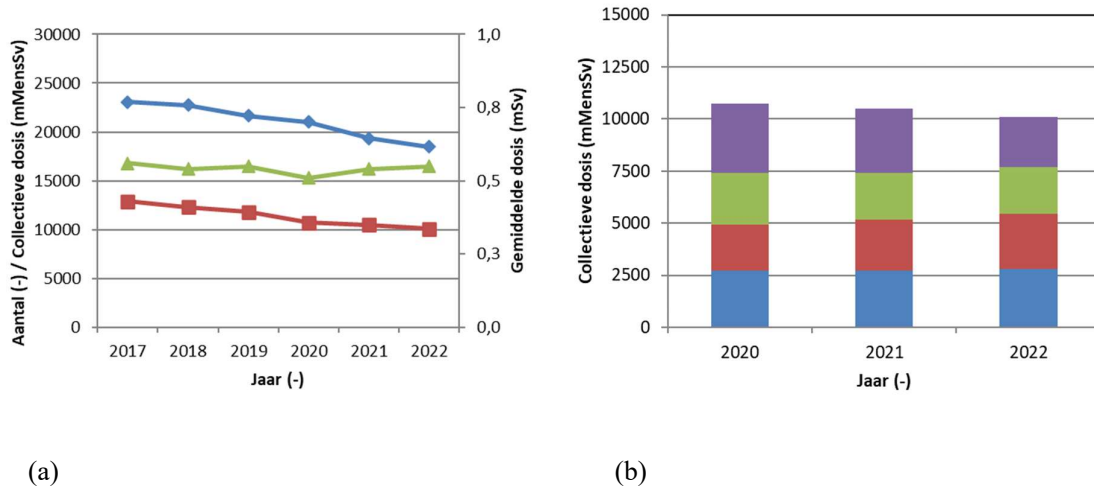 30000
25000
20000
15000
10000
5000
0
Aantal (-) / Collectieve dosis (mMensSv)
1,0
0,8
0,5
0,3
0,0
Gemiddelde dosis (mSv)
2017 2018 2019 2020 2021 2022
Jaar (-)
(a)
15000
12500
10000
7500
5000
2500
0
Collectieve dosis (mMensSv)
2020 2021 2022
Jaar (-)
(b)